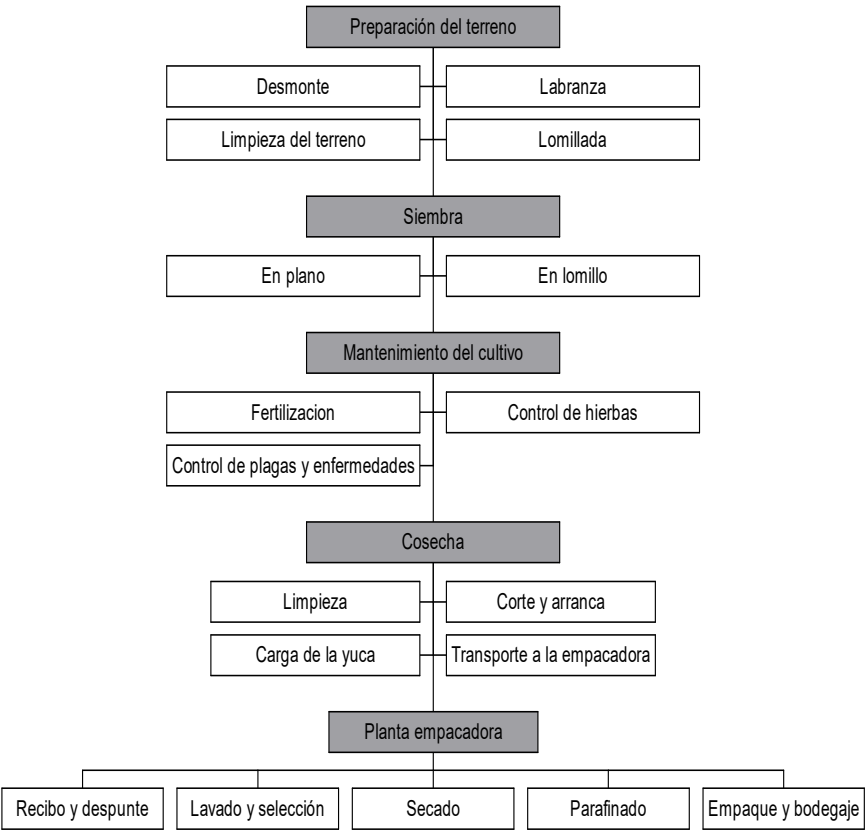 Preparación del terreno
Desmonte
Labranza
Limpieza del terreno
Lomillada
Siembra
En plano
En lomillo
Mantenimiento del cultivo
Fertilizacion
Control de hierbas
Control de plagas y enfermedades
Cosecha
Limpieza
Corte y arranca
Carga de la yuca
Transporte a la empacadora
Planta empacadora
Recibo y despunte
Lavado y selección
Secado
Parafinado
Empaque y bodegaje